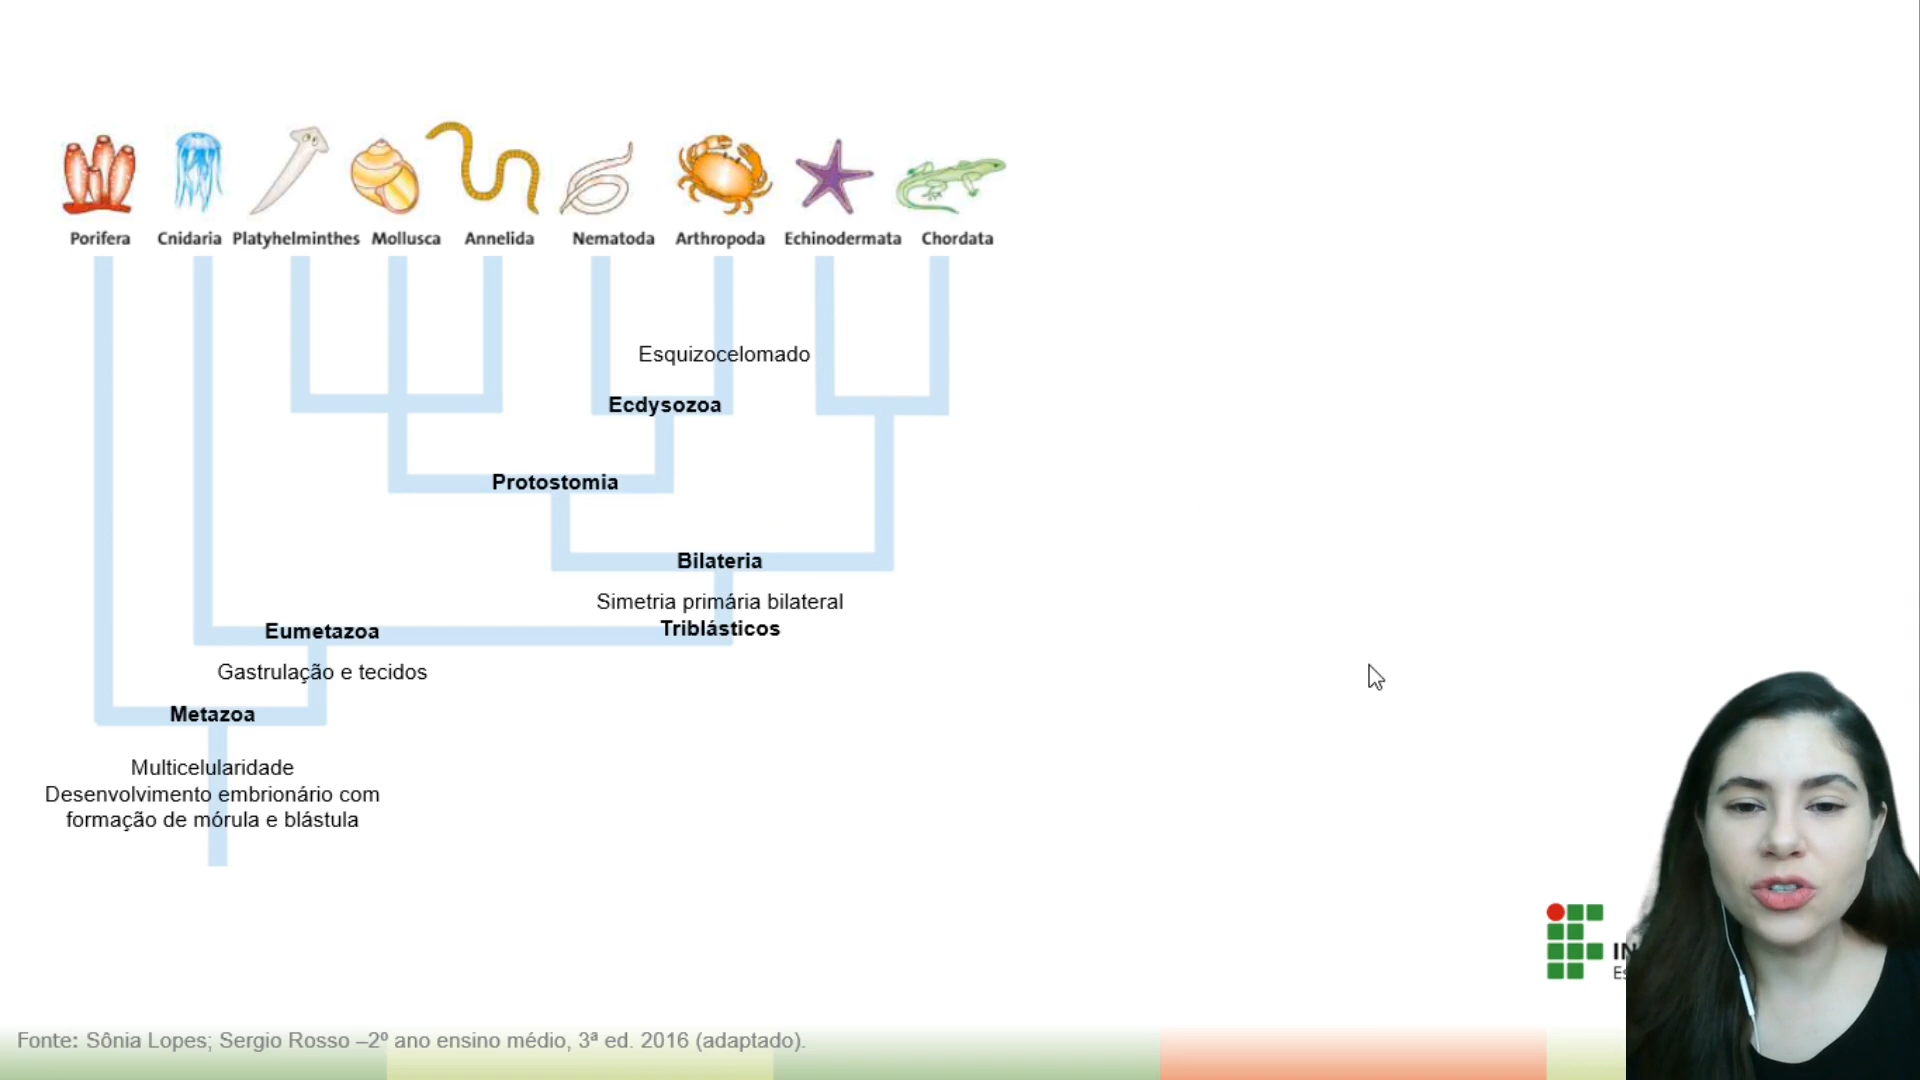 Porifera Cnidaria Platyhelminthes Mollusca Annelida Nematoda Arthropoda Echinodermata Chordata
Esquizocelomado
Ecdysozoa
Protostomia
Bilateria
Simetria primária bilateral
Triblásticos
Eumetazoa
Gastrulação e tecidos
Metazoa
Multicelularidade
Desenvolvimento embrionário com
formação de mórula e blástula
Fonte: Sônia Lopes; Sergio Rosso –2º ano ensino médio, 3ª ed. 2016 (adaptado).